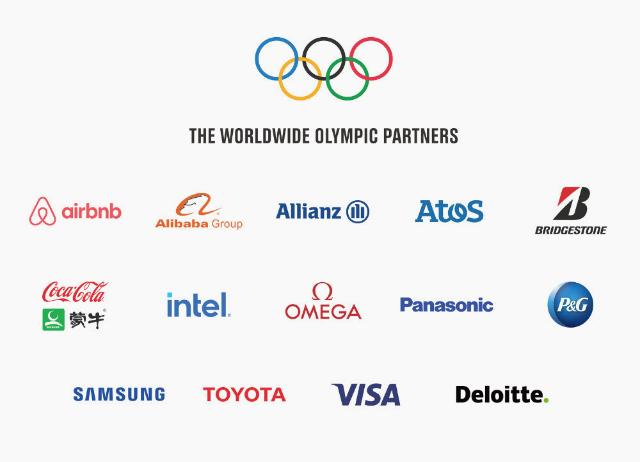 THE WORLDWIDE OLYMPIC PARTNERS
airbnb
Alibaba Group
Allianz
Atos
BRIDGESTONE
Coca-Cola
蒙牛
intel.
OMEGA
Panasonic
P&G
SAMSUNG
TOYOTA
VISA
Deloitte.